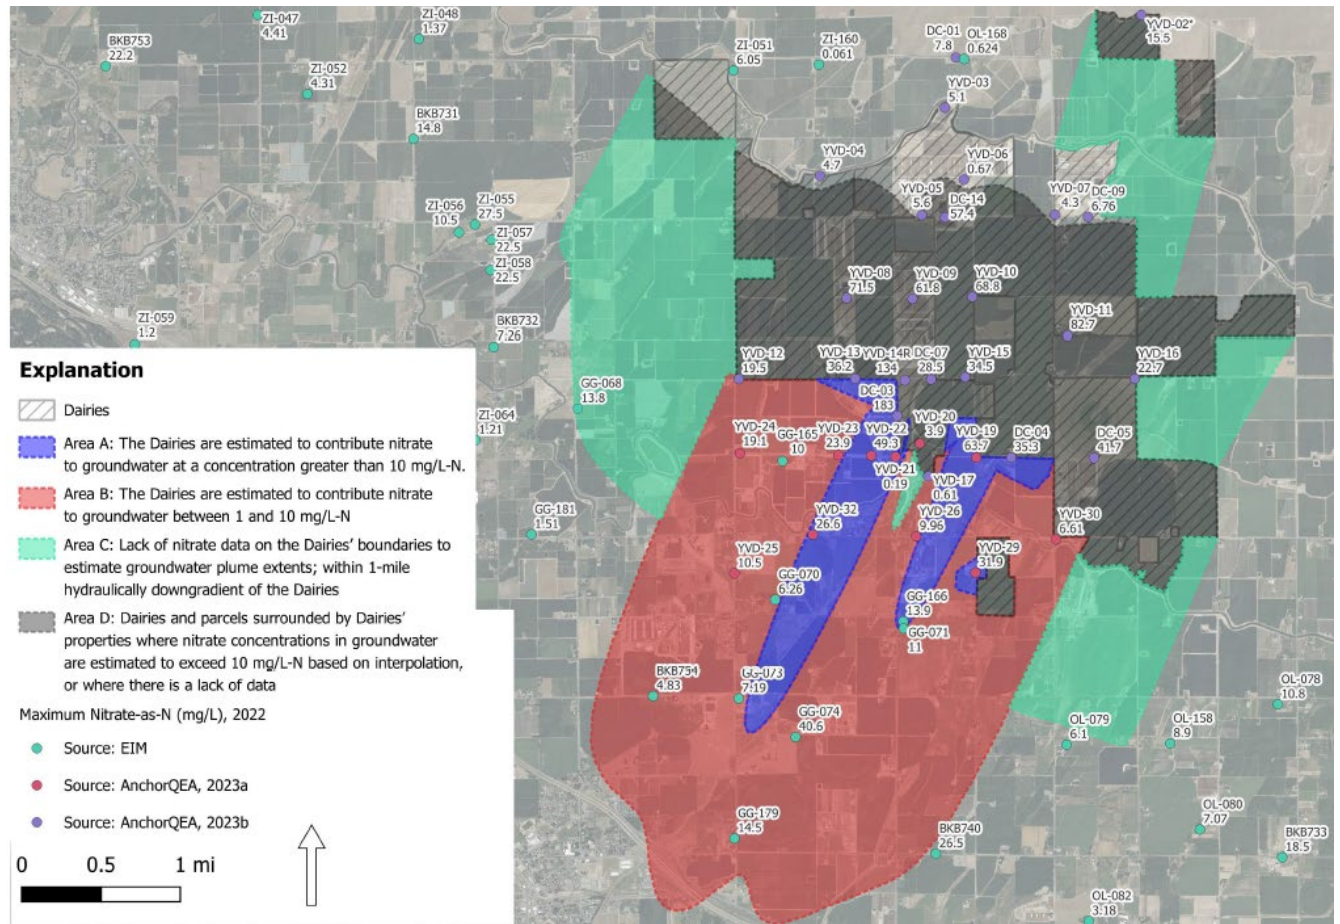 ZI-047
4.41
ZI-048
1.37
BKB753
22.2
ZI-052
4.31
BKB731
14.8
ZI-051
6.05
ZI-160
0.061
DC-01
7.8
OL-168
0.624
YVD-02*
15.5
YVD-03
5.1
YVD-04
4.7
YVD-06
0.67
YVD-05
5.6
DC-14
57.4
YVD-07
4.3
DC-09
6.76
ZI-056
10.5
ZI-055
27.5
ZI-057
22.5
ZI-058
22.5
YVD-08
71.5
YVD-09
61.8
YVD-10
68.8
YVD-11
82.7
ZI-059
1.2
BKB732
7.26
YVD-12
19.5
YVD-13
36.2
YVD-14R
134
DC-07
28.5
YVD-15
34.5
YVD-16
22.7
GG-068
13.8
DC-03
183
ZI-064
1.21
YVD-24
19.1
GG-165
10
YVD-23
23.9
YVD-22
49.3
YVD-20
3.9
YVD-19
63.7
DC-04
35.3
DC-05
41.7
YVD-21
0.19
YVD-17
0.61
GG-181
1.51
YVD-32
26.6
YVD-26
9.96
YVD-30
6.61
YVD-25
10.5
YVD-29
31.9
GG-070
6.26
GG-166
13.9
GG-071
11
BKB754
4.83
GG-073
7.19
GG-074
40.6
OL-078
10.8
OL-079
6.1
OL-158
8.9
GG-179
14.5
BKB740
26.5
OL-080
7.07
BKB733
18.5
OL-082
3.18
Explanation
Dairies
Area A: The Dairies are estimated to contribute nitrate
to groundwater at a concentration greater than 10 mg/L-N.
Area B: The Dairies are estimated to contribute nitrate
to groundwater between 1 and 10 mg/L-N
Area C: Lack of nitrate data on the Dairies' boundaries to
estimate groundwater plume extents; within 1-mile
hydraulically downgradient of the Dairies
Area D: Dairies and parcels surrounded by Dairies'
properties where nitrate concentrations in groundwater
are estimated to exceed 10 mg/L-N based on interpolation,
or where there is a lack of data
Maximum Nitrate-as-N (mg/L), 2022
Source: EIM
Source: AnchorQEA, 2023a
Source: AnchorQEA, 2023b
0 0.5 1 mi